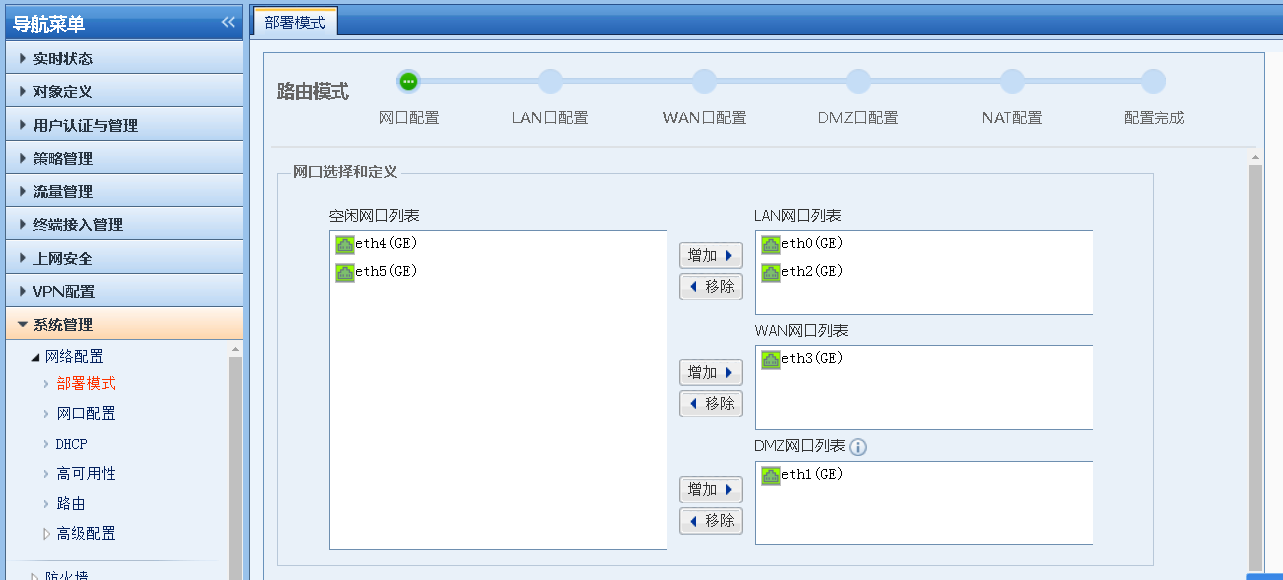 导航菜单
部署模式
实时状态
对象定义
用户认证与管理
策略管理
流量管理
终端接入管理
上网安全
VPN配置
系统管理
网络配置
部署模式
网口配置
DHCP
高可用性
路由
高级配置
防火墙
路由模式
网口配置
LAN口配置
WAN口配置
DMZ口配置
NAT配置
配置完成
网口选择和定义
空闲网口列表
eth4(GE)
eth5(GE)
增加
移除
LAN网口列表
eth0(GE)
eth2(GE)
增加
移除
WAN网口列表
eth3(GE)
增加
移除
DMZ网口列表
eth1(GE)